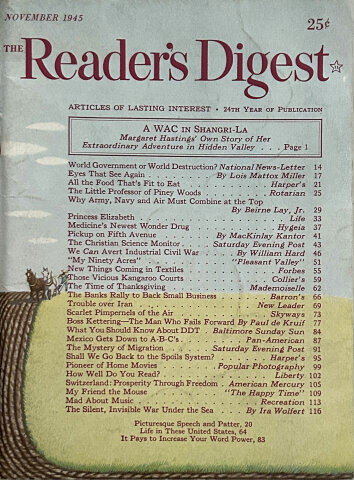 NOVEMBER 1945
25¢
THE Reader's Digest
ARTICLES OF LASTING INTEREST • 24TH YEAR OF PUBLICATION
A WAC IN SHANGRI-LA
Margaret Hastings' Own Story of Her
Extraordinary Adventure in Hidden Valley . . . Page 1
World Government or World Destruction? National News-Letter 14
Eyes That See Again . . . By Lois Mattox Miller 17
All the Food That's Fit to Eat . . . Harper's 21
The Little Professor of Piney Woods . . . Rotarian 25
Why Army, Navy and Air Must Combine at the Top
By Beirne Lay, Jr. 29
Princess Elizabeth . . . Life 33
Medicine's Newest Wonder Drug . . . Hygeia 37
Pickup on Fifth Avenue . . . By MacKinlay Kantor 41
The Christian Science Monitor . . . Saturday Evening Post 43
We Can Avert Industrial Civil War . . . By William Hard 46
"My Ninety Acres" . . . "Pleasant Valley" 51
New Things Coming in Textiles . . . Forbes 55
Those Vicious Kangaroo Courts . . . Collier's 59
The Time of Thanksgiving . . . Mademoiselle 62
The Banks Rally to Back Small Business . . . Barron's 66
Trouble over Iran . . . New Leader 69
Scarlet Pimpernels of the Air . . . Skyways 73
Boss Kettering—The Man Who Fails Forward By Paul de Kruif 77
What You Should Know About DDT . Baltimore Sunday Sun 84
Mexico Gets Down to A-B-C's . . . Pan-American 87
The Mystery of Migration . . . Saturday Evening Post 91
Shall We Go Back to the Spoils System? . . . Harper's 95
Pioneer of Home Movies . . . Popular Photography 99
How Well Do You Read? . . . Liberty 102
Switzerland: Prosperity Through Freedom . American Mercury 105
My Friend the Mouse . . . "The Happy Time" 109
Mad About Music . . . Recreation 113
The Silent, Invisible War Under the Sea . . . By Ira Wolfert 116
Picturesque Speech and Patter, 20
Life in These United States, 64
It Pays to Increase Your Word Power, 83